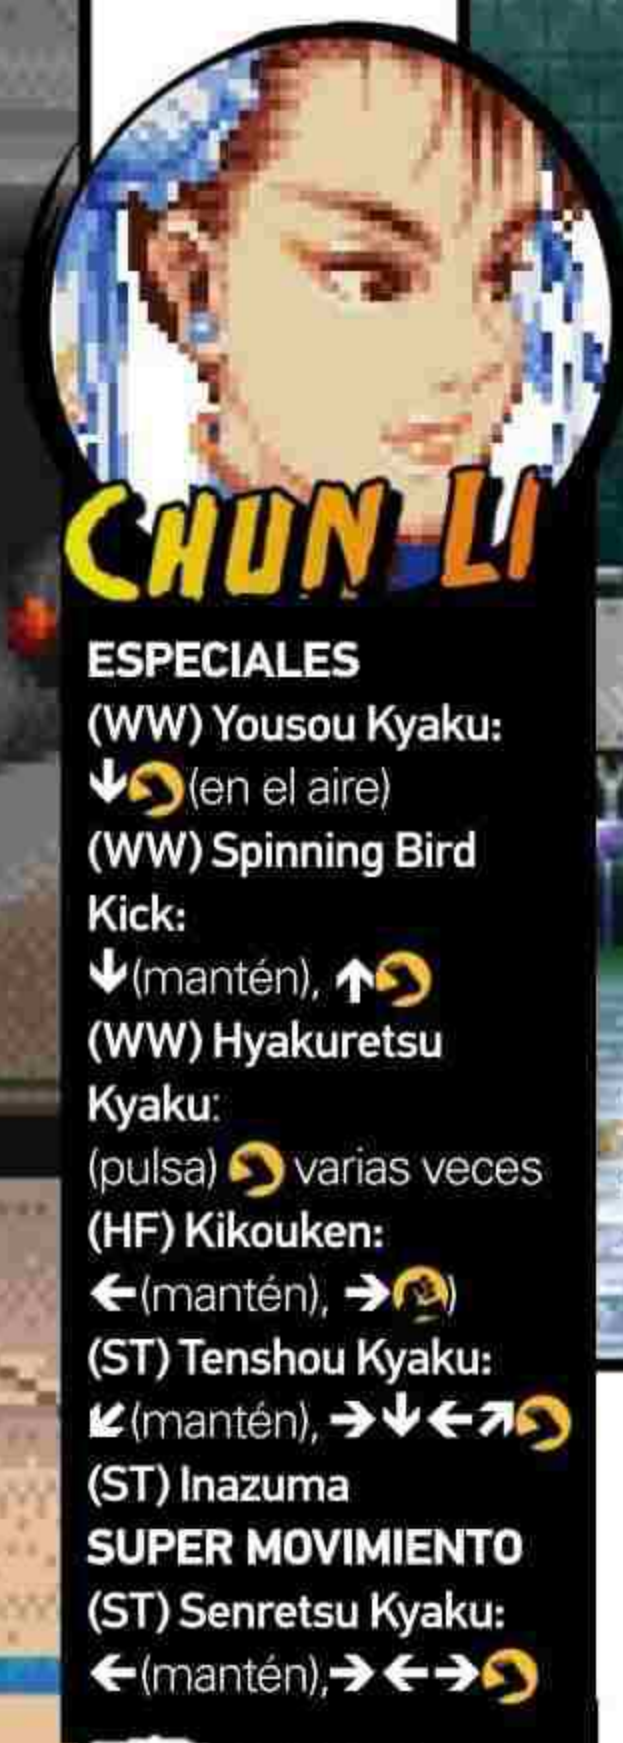 CHUN LI
ESPECIALES
(WW) Yousou Kyaku:
↓ (en el aire)
(WW) Spinning Bird
Kick:
↓ (mantén), ↑
(WW) Hyakuretsu
Kyaku:
(pulsa) varias veces
(HF) Kikouken:
← (mantén), → )
(ST) Tenshou Kyaku:
↙ (mantén), → ↓ ← ↗
(ST) Inazuma
SUPER MOVIMIENTO
(ST) Senretsu Kyaku:
← (mantén), → ← →